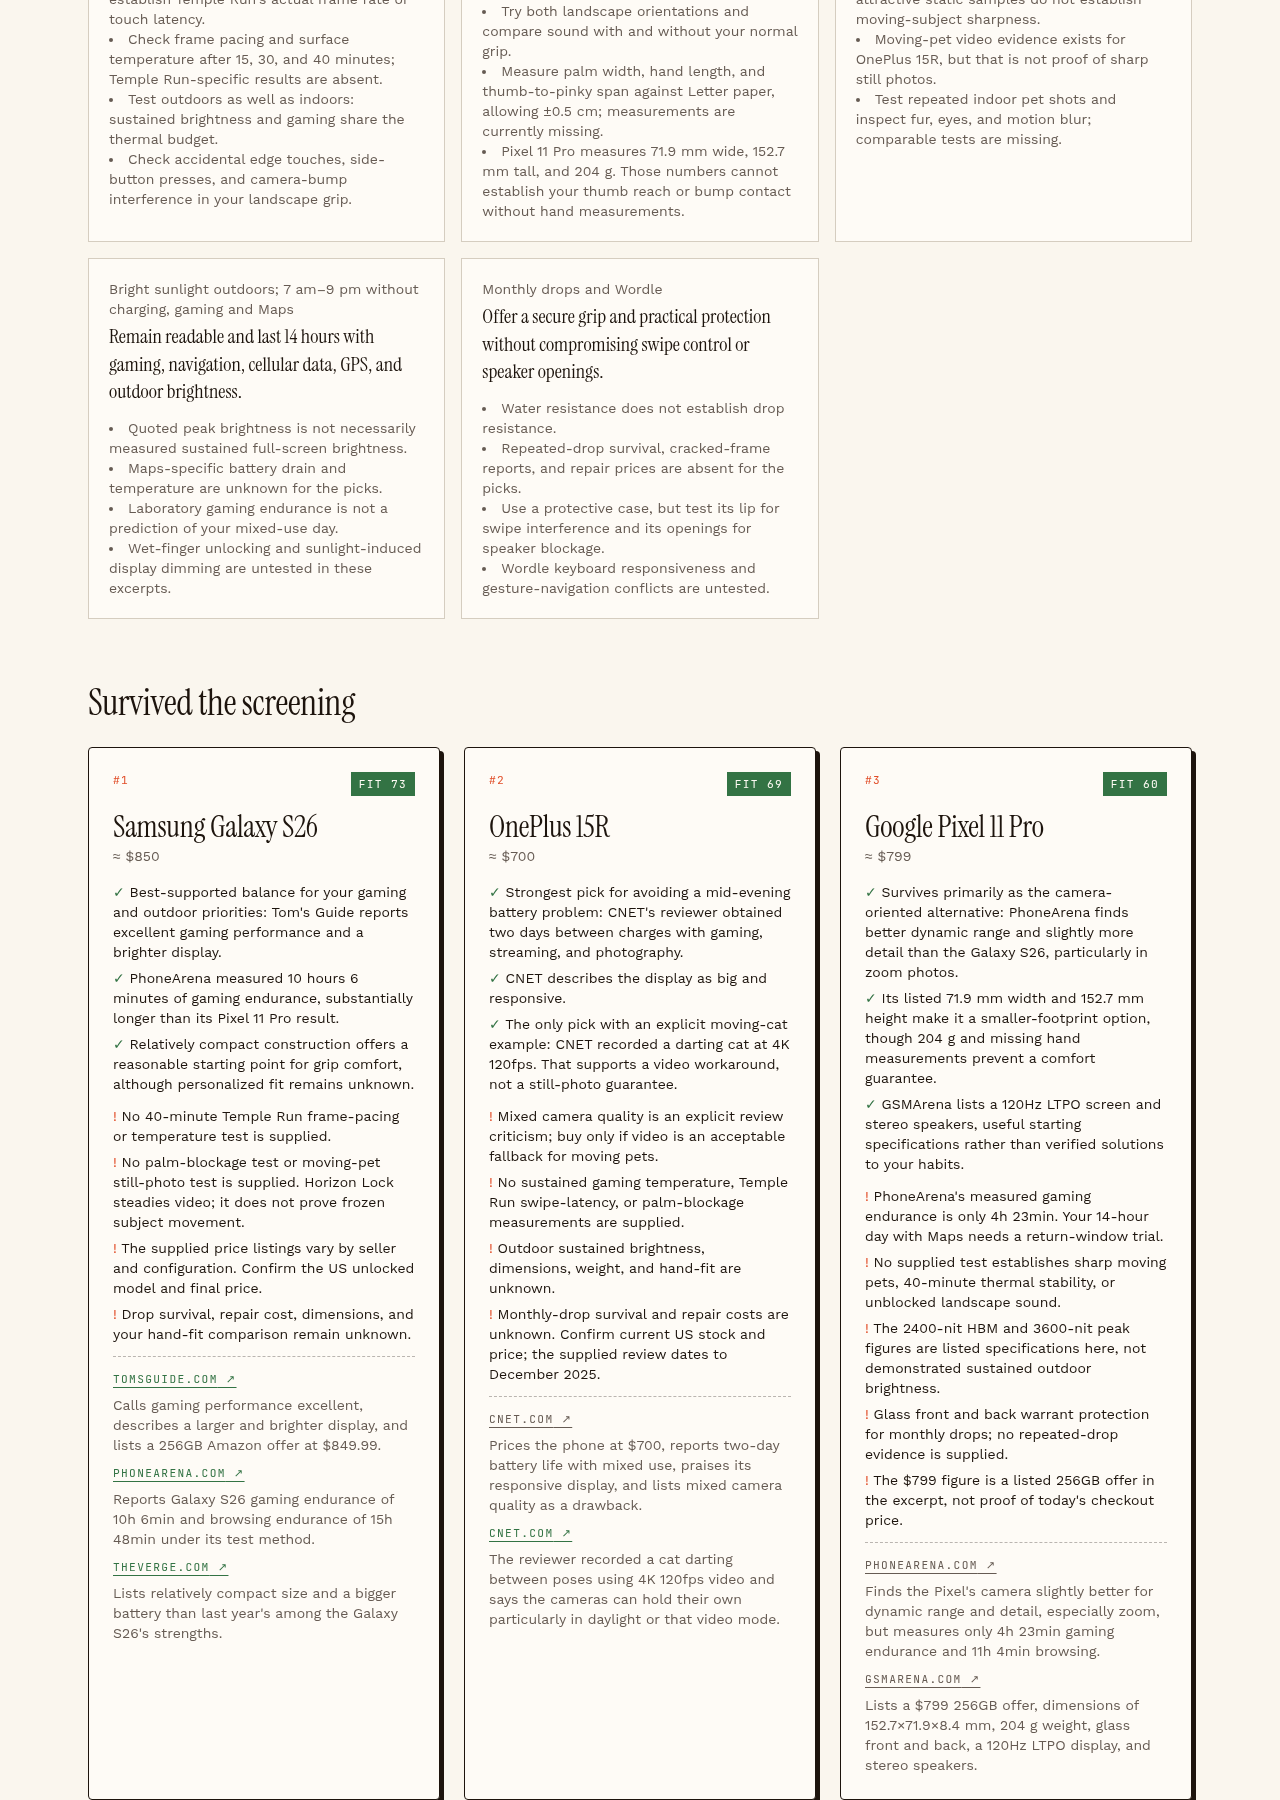 touch latency.
• Check frame pacing and surface
temperature after 15, 30, and 40 minutes;
Temple Run-specific results are absent.
• Test outdoors as well as indoors:
sustained brightness and gaming share the
thermal budget.
• Check accidental edge touches, side-
button presses, and camera-bump
interference in your landscape grip.
• Try both landscape orientations and
compare sound with and without your normal
grip.
• Measure palm width, hand length, and
thumb-to-pinky span against Letter paper,
allowing ±0.5 cm; measurements are
currently missing.
• Pixel 11 Pro measures 71.9 mm wide, 152.7
mm tall, and 204 g. Those numbers cannot
establish your thumb reach or bump contact
without hand measurements.
moving-subject sharpness.
• Moving-pet video evidence exists for
OnePlus 15R, but that is not proof of sharp
still photos.
• Test repeated indoor pet shots and
inspect fur, eyes, and motion blur;
comparable tests are missing.
Bright sunlight outdoors; 7 am–9 pm without
charging, gaming and Maps
Remain readable and last 14 hours with
gaming, navigation, cellular data, GPS, and
outdoor brightness.
• Quoted peak brightness is not necessarily
measured sustained full-screen brightness.
• Maps-specific battery drain and
temperature are unknown for the picks.
• Laboratory gaming endurance is not a
prediction of your mixed-use day.
• Wet-finger unlocking and sunlight-induced
display dimming are untested in these
excerpts.
Monthly drops and Wordle
Offer a secure grip and practical protection
without compromising swipe control or
speaker openings.
• Water resistance does not establish drop
resistance.
• Repeated-drop survival, cracked-frame
reports, and repair prices are absent for the
picks.
• Use a protective case, but test its lip for
swipe interference and its openings for
speaker blockage.
• Wordle keyboard responsiveness and
gesture-navigation conflicts are untested.
Survived the screening
#1
FIT 73
Samsung Galaxy S26
≈ $850
✓ Best-supported balance for your gaming
and outdoor priorities: Tom's Guide reports
excellent gaming performance and a
brighter display.
✓ PhoneArena measured 10 hours 6
minutes of gaming endurance, substantially
longer than its Pixel 11 Pro result.
✓ Relatively compact construction offers a
reasonable starting point for grip comfort,
although personalized fit remains unknown.
! No 40-minute Temple Run frame-pacing
or temperature test is supplied.
! No palm-blockage test or moving-pet
still-photo test is supplied. Horizon Lock
steadies video; it does not prove frozen
subject movement.
! The supplied price listings vary by seller
and configuration. Confirm the US unlocked
model and final price.
! Drop survival, repair cost, dimensions, and
your hand-fit comparison remain unknown.
TOMSGUIDE.COM ↗
Calls gaming performance excellent,
describes a larger and brighter display, and
lists a 256GB Amazon offer at $849.99.
PHONEARENA.COM ↗
Reports Galaxy S26 gaming endurance of
10h 6min and browsing endurance of 15h
48min under its test method.
THEVERGE.COM ↗
Lists relatively compact size and a bigger
battery than last year's among the Galaxy
S26's strengths.
#2
FIT 69
OnePlus 15R
≈ $700
✓ Strongest pick for avoiding a mid-evening
battery problem: CNET's reviewer obtained
two days between charges with gaming,
streaming, and photography.
✓ CNET describes the display as big and
responsive.
✓ The only pick with an explicit moving-cat
example: CNET recorded a darting cat at 4K
120fps. That supports a video workaround,
not a still-photo guarantee.
! Mixed camera quality is an explicit review
criticism; buy only if video is an acceptable
fallback for moving pets.
! No sustained gaming temperature, Temple
Run swipe-latency, or palm-blockage
measurements are supplied.
! Outdoor sustained brightness,
dimensions, weight, and hand-fit are
unknown.
! Monthly-drop survival and repair costs are
unknown. Confirm current US stock and
price; the supplied review dates to
December 2025.
CNET.COM ↗
Prices the phone at $700, reports two-day
battery life with mixed use, praises its
responsive display, and lists mixed camera
quality as a drawback.
CNET.COM ↗
The reviewer recorded a cat darting
between poses using 4K 120fps video and
says the cameras can hold their own
particularly in daylight or that video mode.
#3
FIT 60
Google Pixel 11 Pro
≈ $799
✓ Survives primarily as the camera-
oriented alternative: PhoneArena finds
better dynamic range and slightly more
detail than the Galaxy S26, particularly in
zoom photos.
✓ Its listed 71.9 mm width and 152.7 mm
height make it a smaller-footprint option,
though 204 g and missing hand
measurements prevent a comfort
guarantee.
✓ GSMArena lists a 120Hz LTPO screen and
stereo speakers, useful starting
specifications rather than verified solutions
to your habits.
! PhoneArena's measured gaming
endurance is only 4h 23min. Your 14-hour
day with Maps needs a return-window trial.
! No supplied test establishes sharp moving
pets, 40-minute thermal stability, or
unblocked landscape sound.
! The 2400-nit HBM and 3600-nit peak
figures are listed specifications here, not
demonstrated sustained outdoor
brightness.
! Glass front and back warrant protection
for monthly drops; no repeated-drop
evidence is supplied.
! The $799 figure is a listed 256GB offer in
the excerpt, not proof of today's checkout
price.
PHONEARENA.COM ↗
Finds the Pixel's camera slightly better for
dynamic range and detail, especially zoom,
but measures only 4h 23min gaming
endurance and 11h 4min browsing.
GSMARENA.COM ↗
Lists a $799 256GB offer, dimensions of
152.7×71.9×8.4 mm, 204 g weight, glass
front and back, a 120Hz LTPO display, and
stereo speakers.